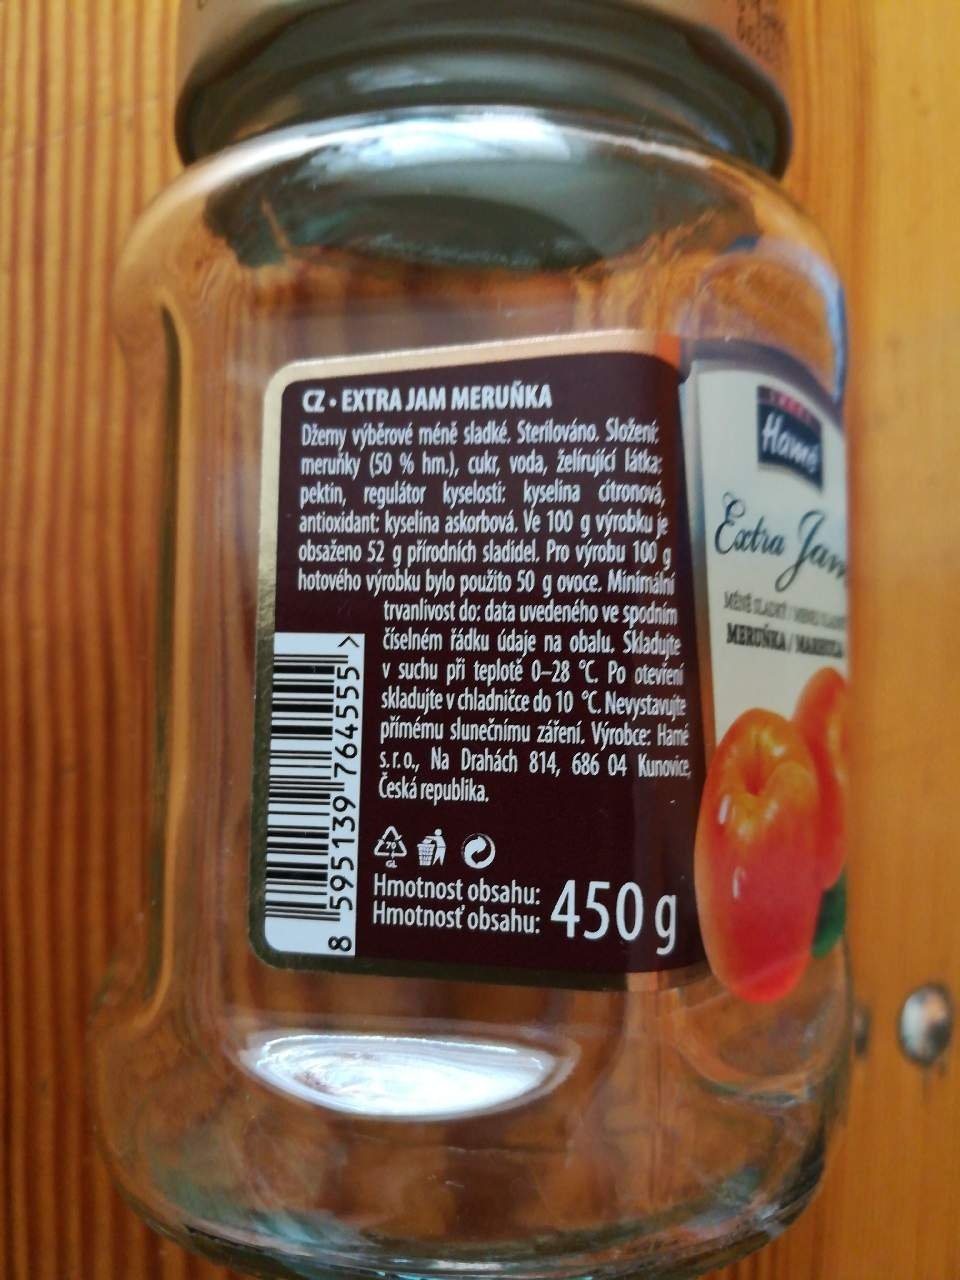 CZ • EXTRA JAM MERUŇKA
Džemy výběrové méně sladké. Sterilováno. Složení:
meruňky (50 % hm.), cukr, voda, želírující látka:
pektin, regulátor kyselosti: kyselina citronová,
antioxidant: kyselina askorbová. Ve 100 g výrobku je
obsaženo 52 g přírodních sladidel. Pro výrobu 100 g
hotového výrobku bylo použito 50 g ovoce. Minimální
trvanlivost do: data uvedeného ve spodním
číselném řádku údaje na obalu. Skladujte
v suchu při teplotě 0–28 °C. Po otevření
skladujte v chladničce do 10 °C. Nevystavujte
přímému slunečnímu záření. Výrobce: Hamé
s.r.o., Na Drahách 814, 686 04 Kunovice,
Česká republika.
70
GL
Hmotnost obsahu:
Hmotnosť obsahu:
450 g
8 595139 764555 >
Hamé
Extra Jam
MÉNĚ SLADKÝ /
MERUŇKA /